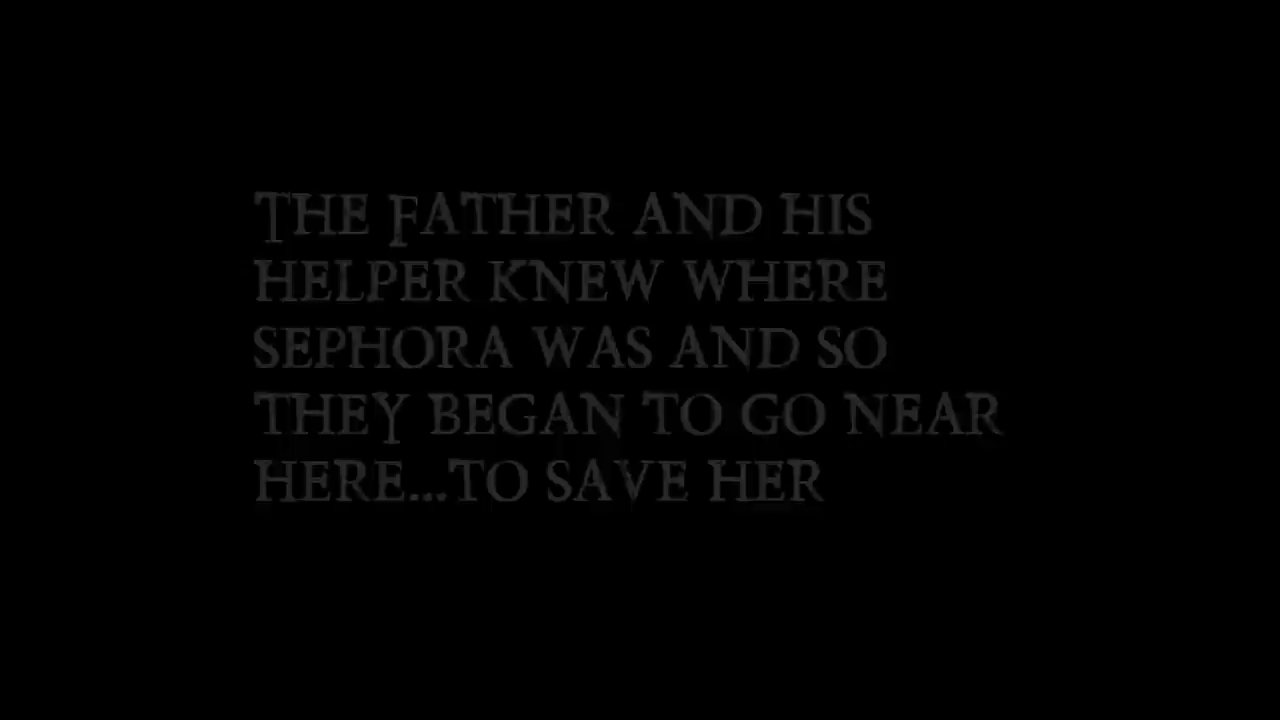 THE FATHER AND HIS
HELPER KNEW WHERE
SEPHORA WAS AND SO
THEY BEGAN TO GO NEAR
HERE...TO SAVE HER